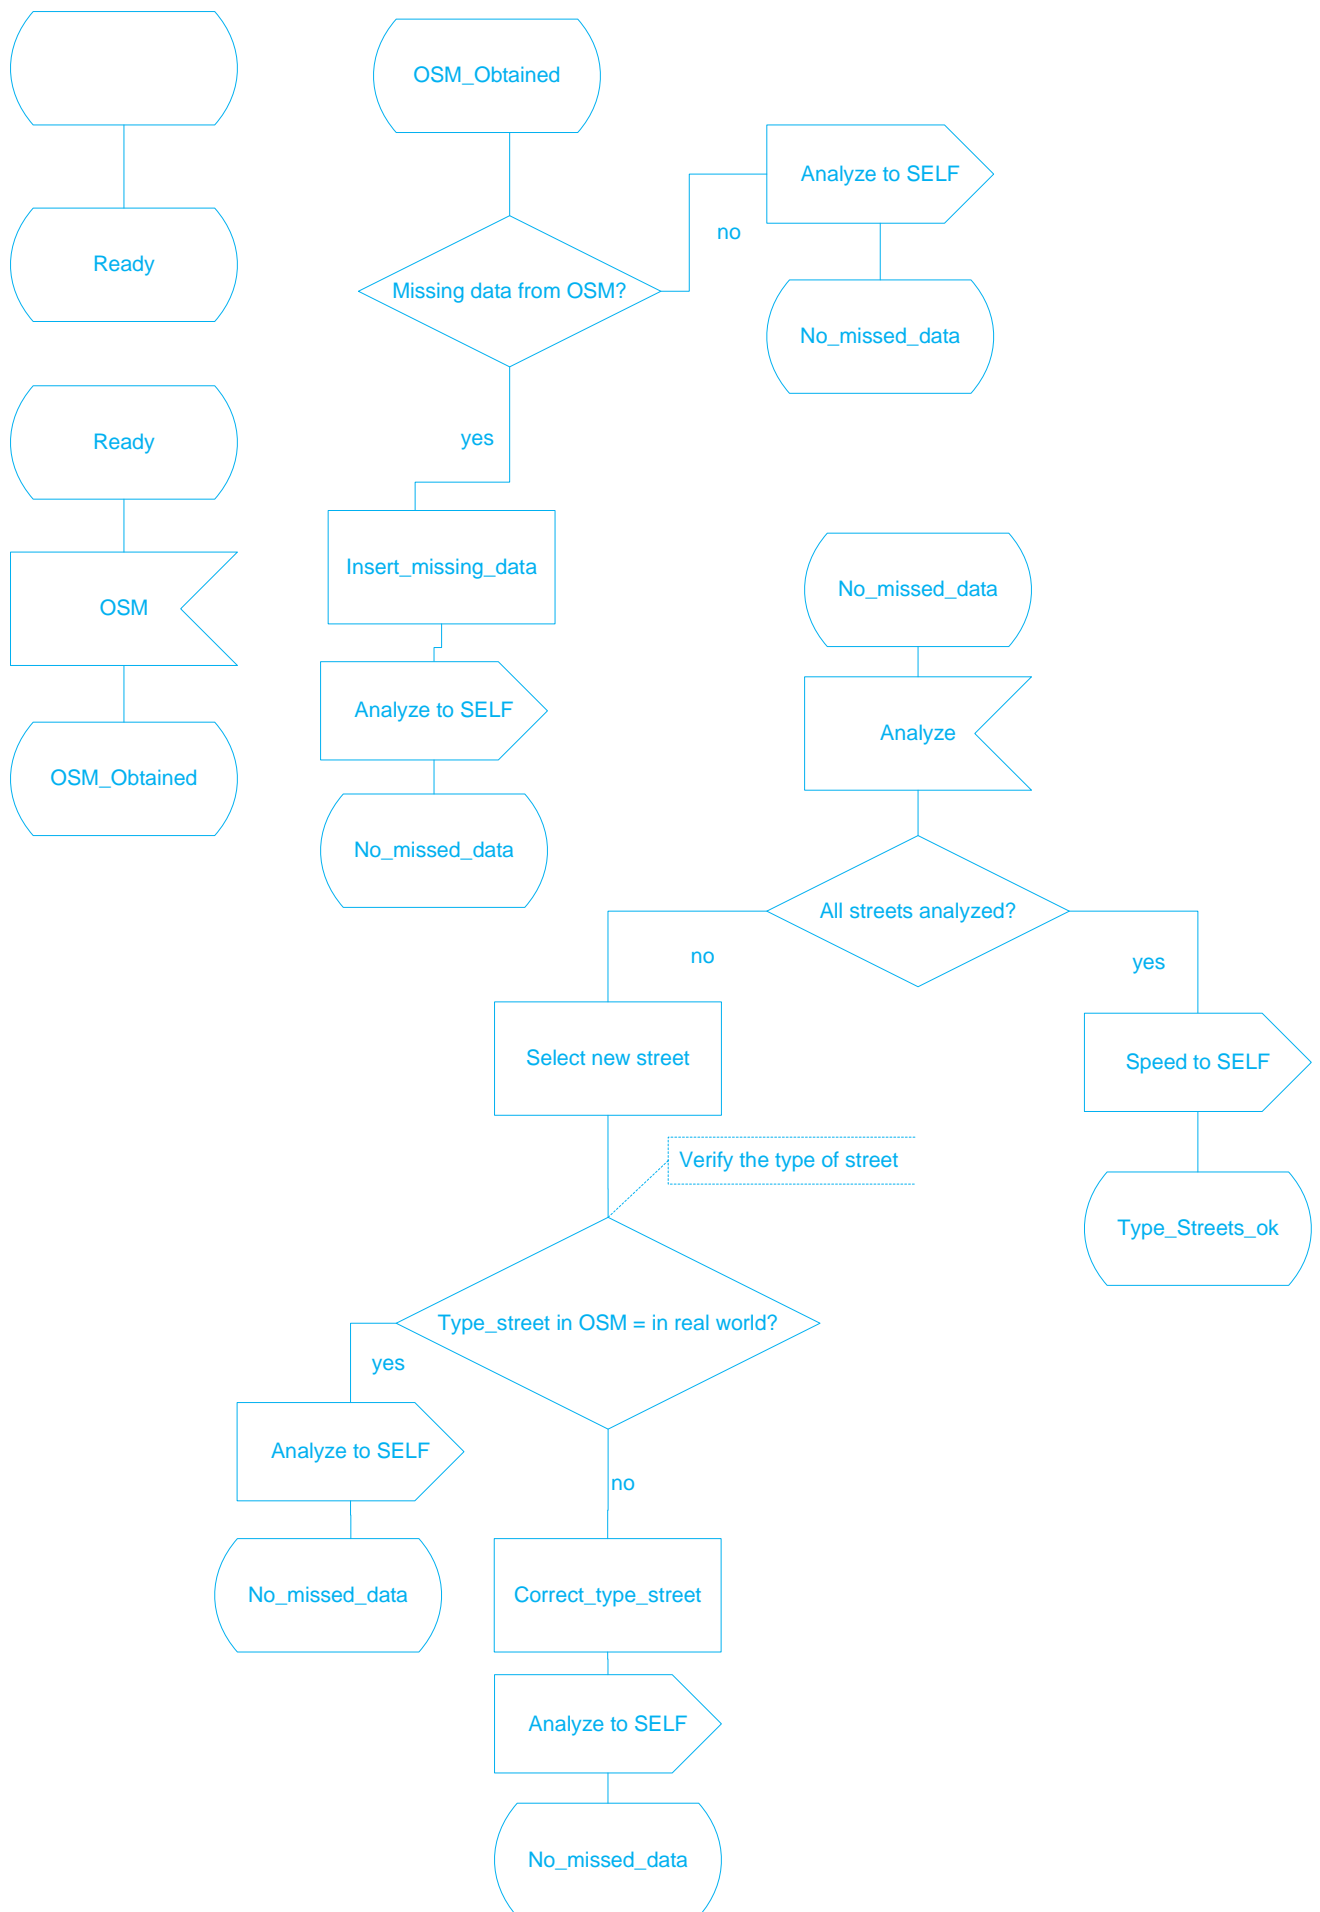 Ready
Ready
OSM
OSM_Obtained
OSM_Obtained
Missing data from OSM?
no
Analyze to SELF
No_missed_data
yes
Insert_missing_data
Analyze to SELF
No_missed_data
No_missed_data
Analyze
All streets analyzed?
no
yes
Select new street
Speed to SELF
Type_Streets_ok
Verify the type of street
Type_street in OSM = in real world?
yes
Analyze to SELF
No_missed_data
no
Correct_type_street
Analyze to SELF
No_missed_data